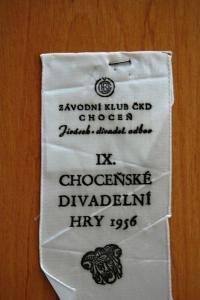 ZÁVODNÍ KLUB ČKD
CHOCEŇ
Jirásek - divadel. odbor
IX.
CHOCEŇSKÉ
DIVADELNÍ
HRY 1956